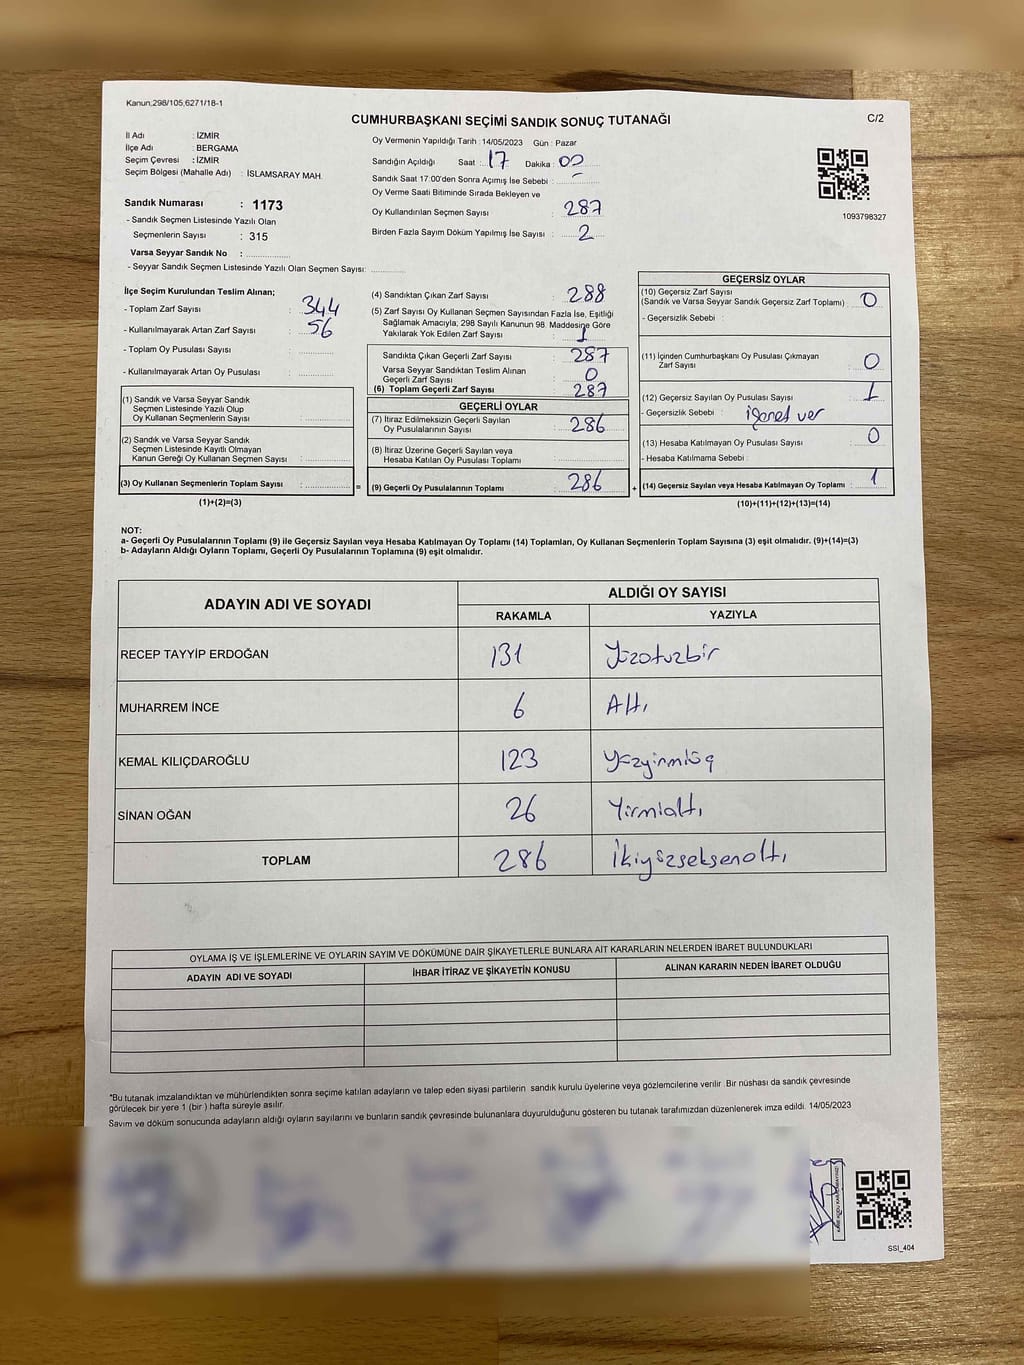 Kanun;298/105,6271/18-1
CUMHURBAŞKANI SEÇİMİ SANDIK SONUÇ TUTANAĞI
C/2
İl Adı : İZMİR
İlçe Adı : BERGAMA
Seçim Çevresi : İZMİR
Seçim Bölgesi (Mahalle Adı) : İSLAMSARAY MAH.
Sandık Numarası : 1173
- Sandık Seçmen Listesinde Yazılı Olan
Seçmenlerin Sayısı : 315
Varsa Seyyar Sandık No :
- Seyyar Sandık Seçmen Listesinde Yazılı Olan Seçmen Sayısı:
Oy Vermenin Yapıldığı Tarih : 14/05/2023 Gün : Pazar
Sandığın Açıldığı Saat : 17 Dakika : 00
Sandık Saat 17:00'den Sonra Açımış İse Sebebi : -
Oy Verme Saati Bitiminde Sırada Bekleyen ve
Oy Kullandırılan Seçmen Sayısı : 287
Birden Fazla Sayım Döküm Yapılmış İse Sayısı : 2
1093798327
İlçe Seçim Kurulundan Teslim Alınan;
- Toplam Zarf Sayısı : 344
- Kullanılmayarak Artan Zarf Sayısı : 56
- Toplam Oy Pusulası Sayısı :
- Kullanılmayarak Artan Oy Pusulası :
(1) Sandık ve Varsa Seyyar Sandık
Seçmen Listesinde Yazılı Olup
Oy Kullanan Seçmenlerin Sayısı :
(2) Sandık ve Varsa Seyyar Sandık
Seçmen Listesinde Kayıtlı Olmayan
Kanun Gereği Oy Kullanan Seçmen Sayısı :
(3) Oy Kullanan Seçmenlerin Toplam Sayısı :
(1)+(2)=(3)
=
(4) Sandıktan Çıkan Zarf Sayısı : 288
(5) Zarf Sayısı Oy Kullanan Seçmen Sayısından Fazla İse, Eşitliği
Sağlamak Amacıyla; 298 Sayılı Kanunun 98. Maddesine Göre
Yakılarak Yok Edilen Zarf Sayısı : 1
Sandıkta Çıkan Geçerli Zarf Sayısı : 287
Varsa Seyyar Sandıktan Teslim Alınan
Geçerli Zarf Sayısı : 0
(6) Toplam Geçerli Zarf Sayısı : 287
GEÇERLİ OYLAR
(7) İtiraz Edilmeksizin Geçerli Sayılan
Oy Pusulalarının Sayısı : 286
(8) İtiraz Üzerine Geçerli Sayılan veya
Hesaba Katılan Oy Pusulası Toplamı :
(9) Geçerli Oy Pusulalarının Toplamı : 286
+
GEÇERSİZ OYLAR
(10) Geçersiz Zarf Sayısı
(Sandık ve Varsa Seyyar Sandık Geçersiz Zarf Toplamı) : 0
- Geçersizlik Sebebi :
(11) İçinden Cumhurbaşkanı Oy Pusulası Çıkmayan
Zarf Sayısı : 0
(12) Geçersiz Sayılan Oy Pusulası Sayısı : 1
- Geçersizlik Sebebi : işaret var
(13) Hesaba Katılmayan Oy Pusulası Sayısı : 0
- Hesaba Katılmama Sebebi :
(14) Geçersiz Sayılan veya Hesaba Katılmayan Oy Toplamı : 1
(10)+(11)+(12)+(13)=(14)
NOT:
a- Geçerli Oy Pusulalarının Toplamı (9) ile Geçersiz Sayılan veya Hesaba Katılmayan Oy Toplamı (14) Toplamları, Oy Kullanan Seçmenlerin Toplam Sayısına (3) eşit olmalıdır. (9)+(14)=(3)
b- Adayların Aldığı Oyların Toplamı, Geçerli Oy Pusulalarının Toplamına (9) eşit olmalıdır.
ADAYIN ADI VE SOYADI
ALDIĞI OY SAYISI
RAKAMLA YAZIYLA
RECEP TAYYİP ERDOĞAN 131 Yüzotuzbir
MUHARREM İNCE 6 Altı
KEMAL KILIÇDAROĞLU 123 Yüzyirmiüç
SİNAN OĞAN 26 Yirmialtı
TOPLAM 286 İkiyüzseksenaltı
OYLAMA İŞ VE İŞLEMLERİNE VE OYLARIN SAYIM VE DÖKÜMÜNE DAİR ŞİKAYETLERLE BUNLARA AİT KARARLARIN NELERDEN İBARET BULUNDUKLARI
ADAYIN ADI VE SOYADI İHBAR İTİRAZ VE ŞİKAYETİN KONUSU ALINAN KARARIN NEDEN İBARET OLDUĞU
*Bu tutanak imzalandıktan ve mühürlendikten sonra seçime katılan adayların ve talep eden siyasi partilerin sandık kurulu üyelerine veya gözlemcilerine verilir. Bir nüshası da sandık çevresinde
görülecek bir yere 1 (bir) hafta süreyle asılır.
Sayım ve döküm sonucunda adayların aldığı oyların sayılarını ve bunların sandık çevresinde bulunanlara duyurulduğunu gösteren bu tutanak tarafımızdan düzenlenerek imza edildi. 14/05/2023
SSI_404